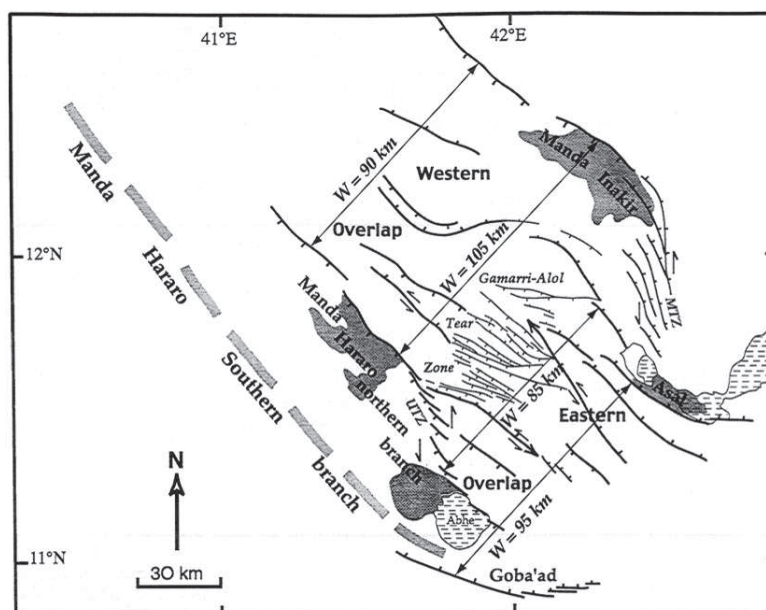 41°E
42°E
Manda
Inakir
W = 90 km
Western
Manda
Hararo
Southern
branch
Overlap
W = 105 km
12°N
Gamarri-Alol
MTZ
Manda
Hararo
northern
branch
Tear
Zone
UTZ
W = 85 km
Eastern
Asal
Overlap
Abhe
W = 95 km
N
11°N
30 km
Goba'ad